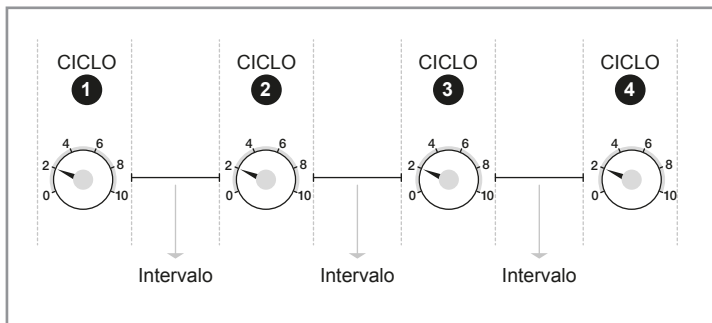 CICLO CICLO CICLO CICLO
1 2 3 4
4 6 4 6 4 6 4 6
2 8 2 8 2 8 2 8
0 10 0 10 0 10 0 10
Intervalo Intervalo Intervalo